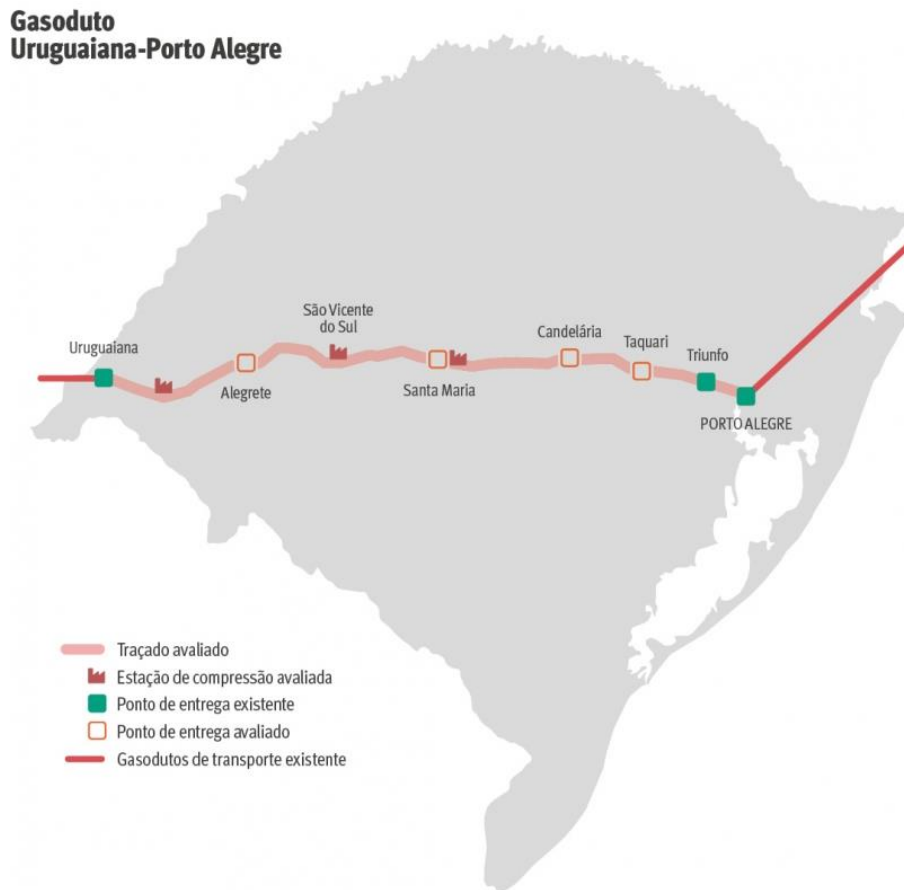 Gasoduto
Uruguaiana-Porto Alegre
São Vicente
do Sul
Candelária
Taquari
Uruguaiana
Triunfo
Alegrete
Santa Maria
PORTO ALEGRE
Traçado avaliado
Estação de compressão avaliada
Ponto de entrega existente
Ponto de entrega avaliado
Gasodutos de transporte existente